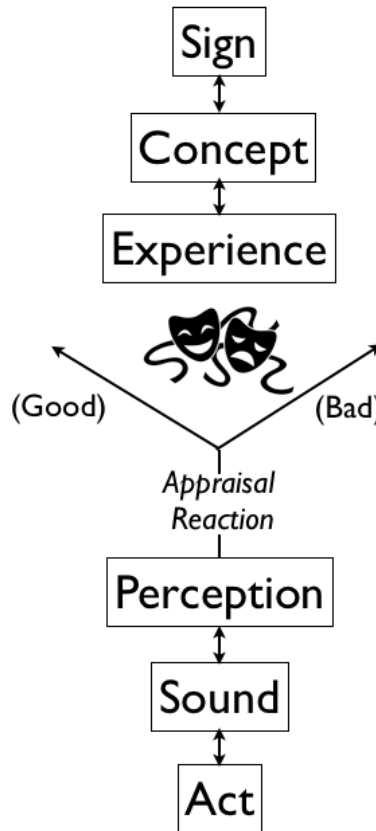 Sign
Concept
Experience
(Good)
(Bad)
Appraisal
Reaction
Perception
Sound
Act